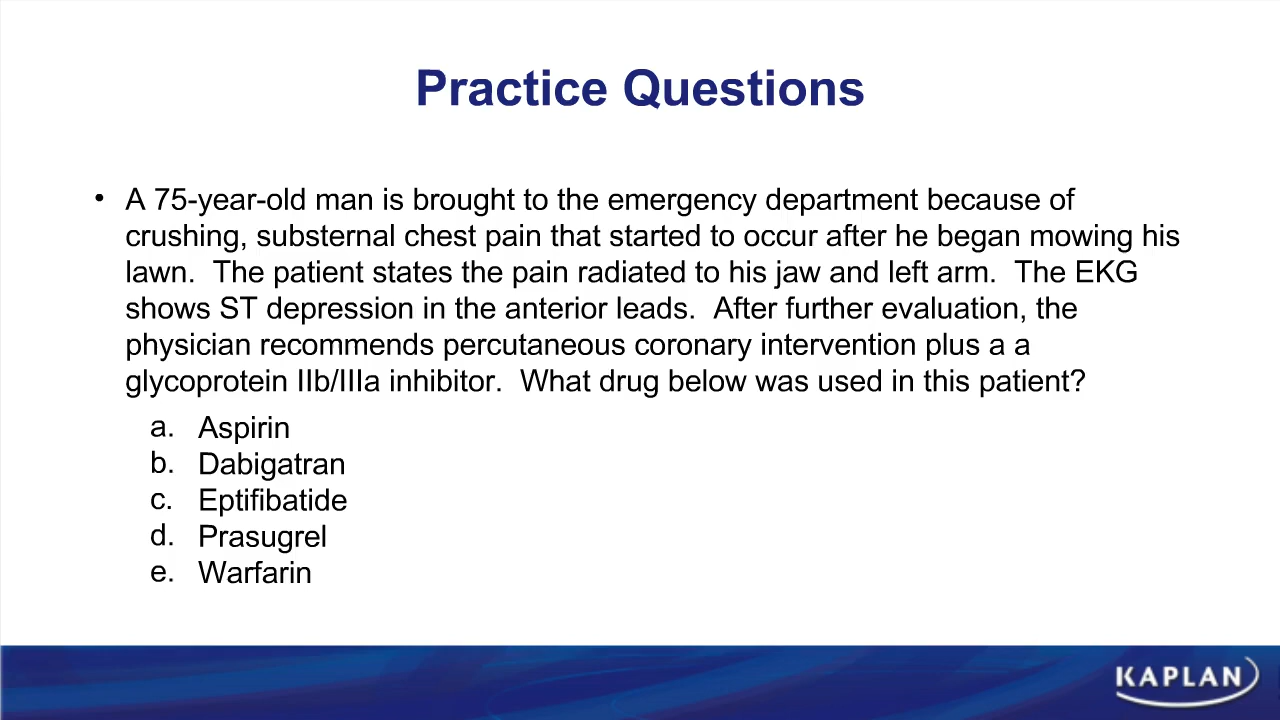 Practice Questions
• A 75-year-old man is brought to the emergency department because of
crushing, substernal chest pain that started to occur after he began mowing his
lawn.  The patient states the pain radiated to his jaw and left arm.  The EKG
shows ST depression in the anterior leads.  After further evaluation, the
physician recommends percutaneous coronary intervention plus a a
glycoprotein IIb/IIIa inhibitor.  What drug below was used in this patient?
a. Aspirin
b. Dabigatran
c. Eptifibatide
d. Prasugrel
e. Warfarin
KAPLAN